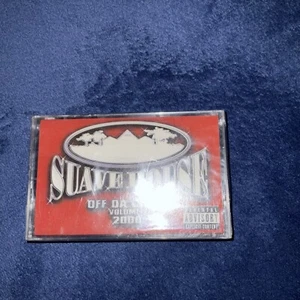 SUAVE HOUSE
OFF DA
VOLUME
2000
PARENTAL
ADVISORY
EXPLICIT CONTENT